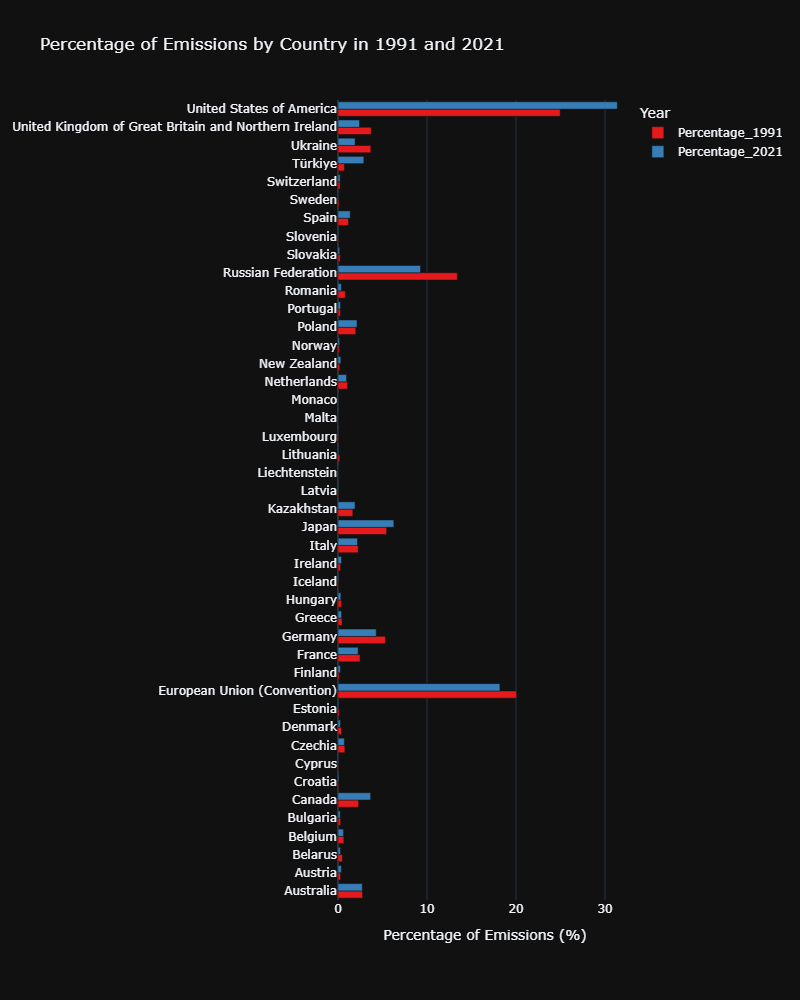 Percentage of Emissions by Country in 1991 and 2021
Year
Percentage_1991
Percentage_2021
United States of America
United Kingdom of Great Britain and Northern Ireland
Ukraine
Türkiye
Switzerland
Sweden
Spain
Slovenia
Slovakia
Russian Federation
Romania
Portugal
Poland
Norway
New Zealand
Netherlands
Monaco
Malta
Luxembourg
Lithuania
Liechtenstein
Latvia
Kazakhstan
Japan
Italy
Ireland
Iceland
Hungary
Greece
Germany
France
Finland
European Union (Convention)
Estonia
Denmark
Czechia
Cyprus
Croatia
Canada
Bulgaria
Belgium
Belarus
Austria
Australia
0 10 20 30
Percentage of Emissions (%)